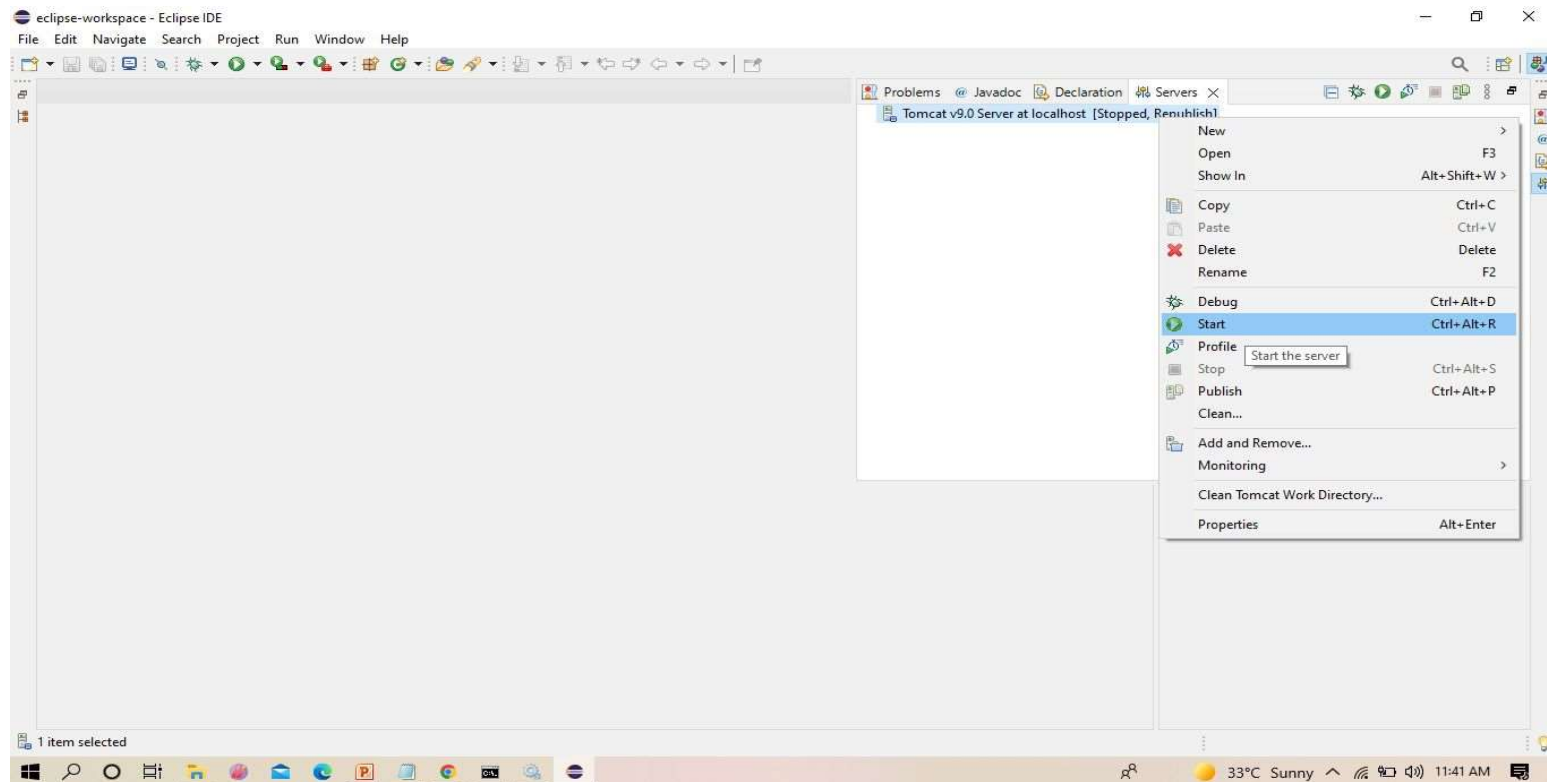 eclipse-workspace - Eclipse IDE
File Edit Navigate Search Project Run Window Help
Problems @ Javadoc Declaration Servers
Tomcat v9.0 Server at localhost [Stopped, Republish]
New
Open F3
Show In Alt+Shift+W >
Copy Ctrl+C
Paste Ctrl+V
Delete Delete
Rename F2
Debug Ctrl+Alt+D
Start Ctrl+Alt+R
Profile
Start the server
Stop Ctrl+Alt+S
Publish Ctrl+Alt+P
Clean...
Add and Remove...
Monitoring
Clean Tomcat Work Directory...
Properties Alt+Enter
1 item selected
33°C Sunny 11:41 AM